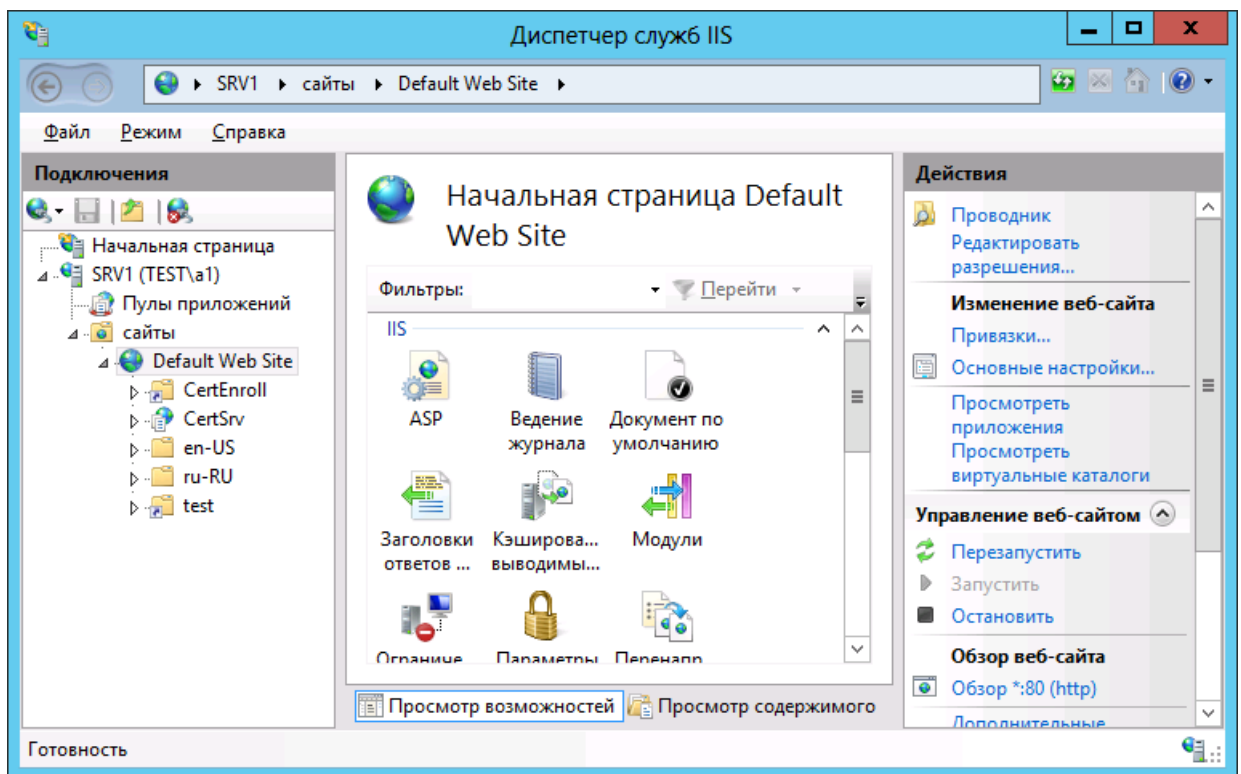 Диспетчер служб IIS
SRV1 сайты Default Web Site
Файл Режим Справка
Подключения
Начальная страница
SRV1 (TEST\a1)
Пулы приложений
сайты
Default Web Site
CertEnroll
CertSrv
en-US
ru-RU
test
Начальная страница Default
Web Site
Фильтры: Перейти
IIS
ASP Ведение Документ по
журнала умолчанию
Заголовки Кэширова... Модули
ответов ... выводимы...
Ограниче Параметры Перенапр
Просмотр возможностей Просмотр содержимого
Действия
Проводник
Редактировать
разрешения...
Изменение веб-сайта
Привязки...
Основные настройки...
Просмотреть
приложения
Просмотреть
виртуальные каталоги
Управление веб-сайтом
Перезапустить
Запустить
Остановить
Обзор веб-сайта
Обзор *:80 (http)
Дополнительные
Готовность